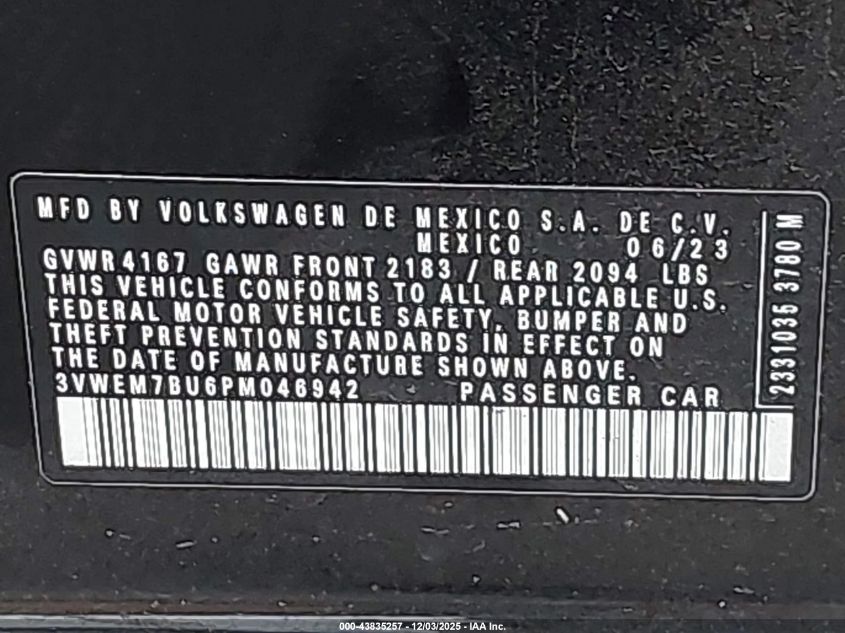 MFD BY VOLKSWAGEN DE MEXICO S.A. DE C.V.
MEXICO 06/23
GVWR 4167 GAWR FRONT 2183 / REAR 2094 LBS
THIS VEHICLE CONFORMS TO ALL APPLICABLE U.S.
FEDERAL MOTOR VEHICLE SAFETY, BUMPER AND
THEFT PREVENTION STANDARDS IN EFFECT ON
THE DATE OF MANUFACTURE SHOWN ABOVE.
3VWEM7BU6PM046942 PASSENGER CAR
2331035 3780 M
000-43835257 - 12/03/2025 - IAA Inc.